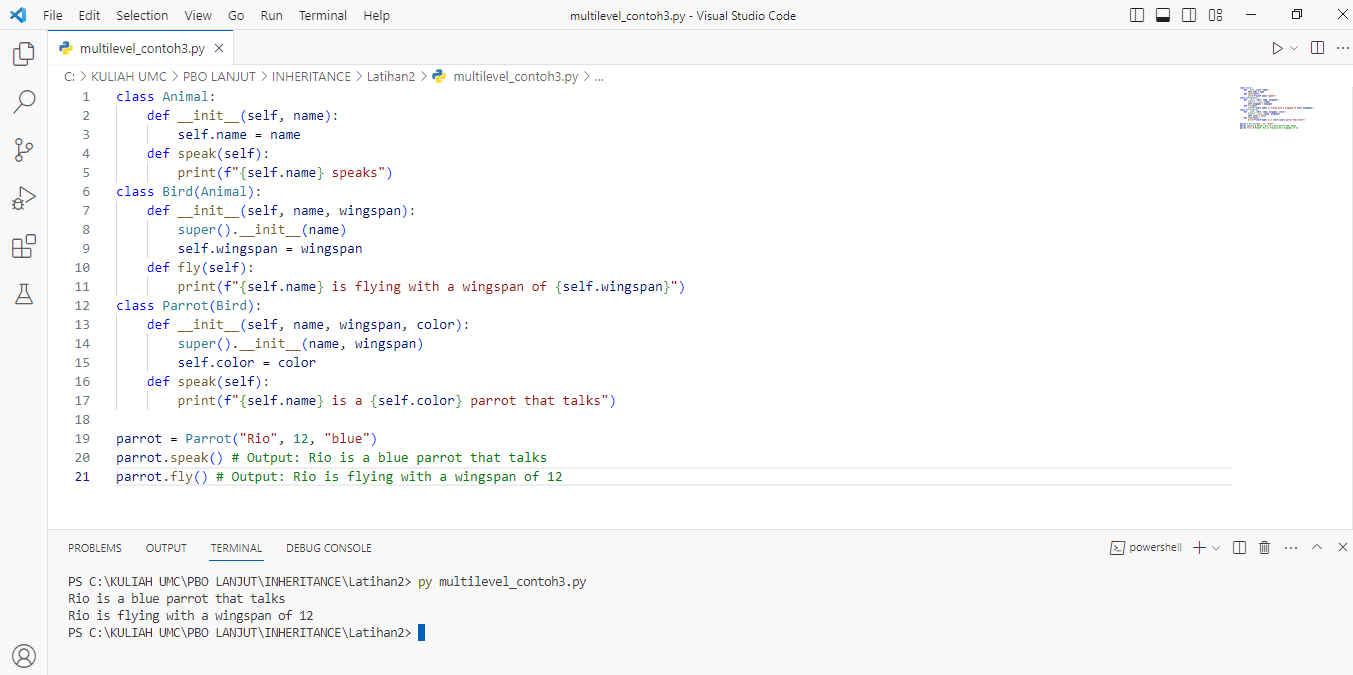 File Edit Selection View Go Run Terminal Help multilevel_contoh3.py - Visual Studio Code
multilevel_contoh3.py
C: > KULIAH UMC > PBO LANJUT > INHERITANCE > Latihan2 > multilevel_contoh3.py > ...
1 class Animal:
2     def __init__(self, name):
3         self.name = name
4     def speak(self):
5         print(f"{self.name} speaks")
6 class Bird(Animal):
7     def __init__(self, name, wingspan):
8         super().__init__(name)
9         self.wingspan = wingspan
10     def fly(self):
11         print(f"{self.name} is flying with a wingspan of {self.wingspan}")
12 class Parrot(Bird):
13     def __init__(self, name, wingspan, color):
14         super().__init__(name, wingspan)
15         self.color = color
16     def speak(self):
17         print(f"{self.name} is a {self.color} parrot that talks")
18
19 parrot = Parrot("Rio", 12, "blue")
20 parrot.speak() # Output: Rio is a blue parrot that talks
21 parrot.fly() # Output: Rio is flying with a wingspan of 12
PROBLEMS OUTPUT TERMINAL DEBUG CONSOLE powershell
PS C:\KULIAH UMC\PBO LANJUT\INHERITANCE\Latihan2> py multilevel_contoh3.py
Rio is a blue parrot that talks
Rio is flying with a wingspan of 12
PS C:\KULIAH UMC\PBO LANJUT\INHERITANCE\Latihan2>